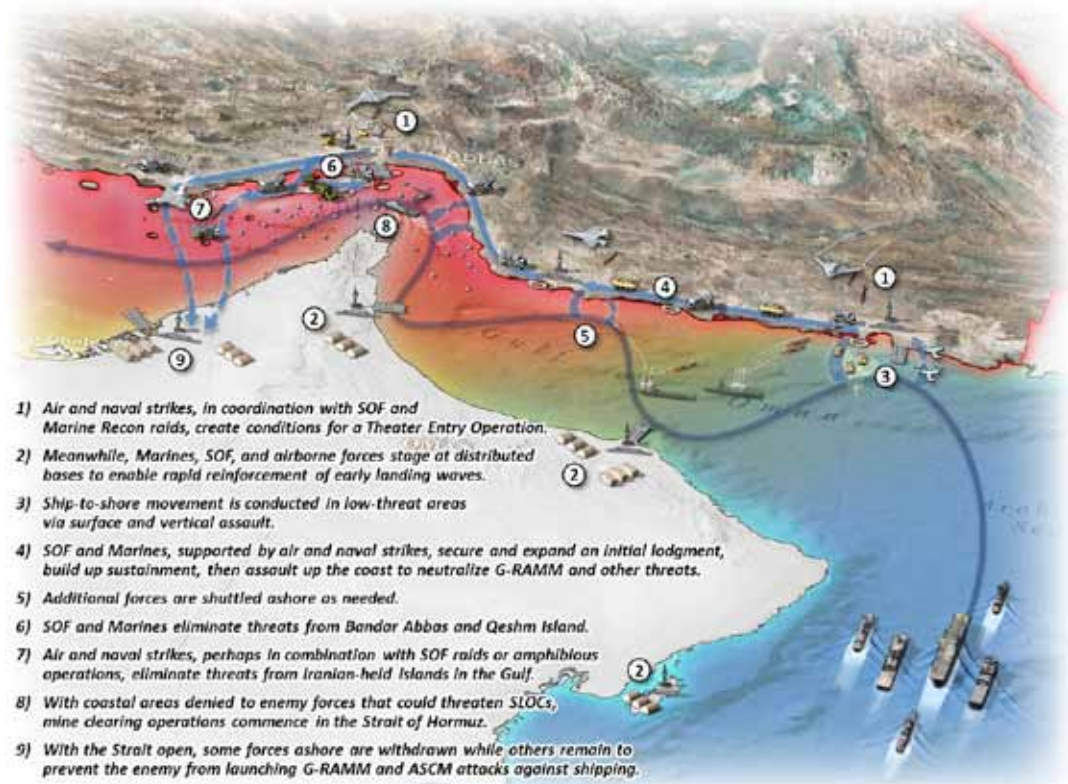 1
1
6
7
8
4
2
5
3
9
2
2
Gulf
Oman
1) Air and naval strikes, in coordination with SOF and
Marine Recon raids, create conditions for a Theater Entry Operation.
2) Meanwhile, Marines, SOF, and airborne forces stage at distributed
bases to enable rapid reinforcement of early landing waves.
3) Ship-to-shore movement is conducted in low-threat areas
via surface and vertical assault.
4) SOF and Marines, supported by air and naval strikes, secure and expand an initial lodgment,
build up sustainment, then assault up the coast to neutralize G-RAMM and other threats.
5) Additional forces are shuttled ashore as needed.
6) SOF and Marines eliminate threats from Bandar Abbas and Qeshm Island.
7) Air and naval strikes, perhaps in combination with SOF raids or amphibious
operations, eliminate threats from Iranian-held islands in the Gulf.
8) With coastal areas denied to enemy forces that could threaten SLOCs,
mine clearing operations commence in the Strait of Hormuz.
9) With the Strait open, some forces ashore are withdrawn while others remain to
prevent the enemy from launching G-RAMM and ASCM attacks against shipping.
2